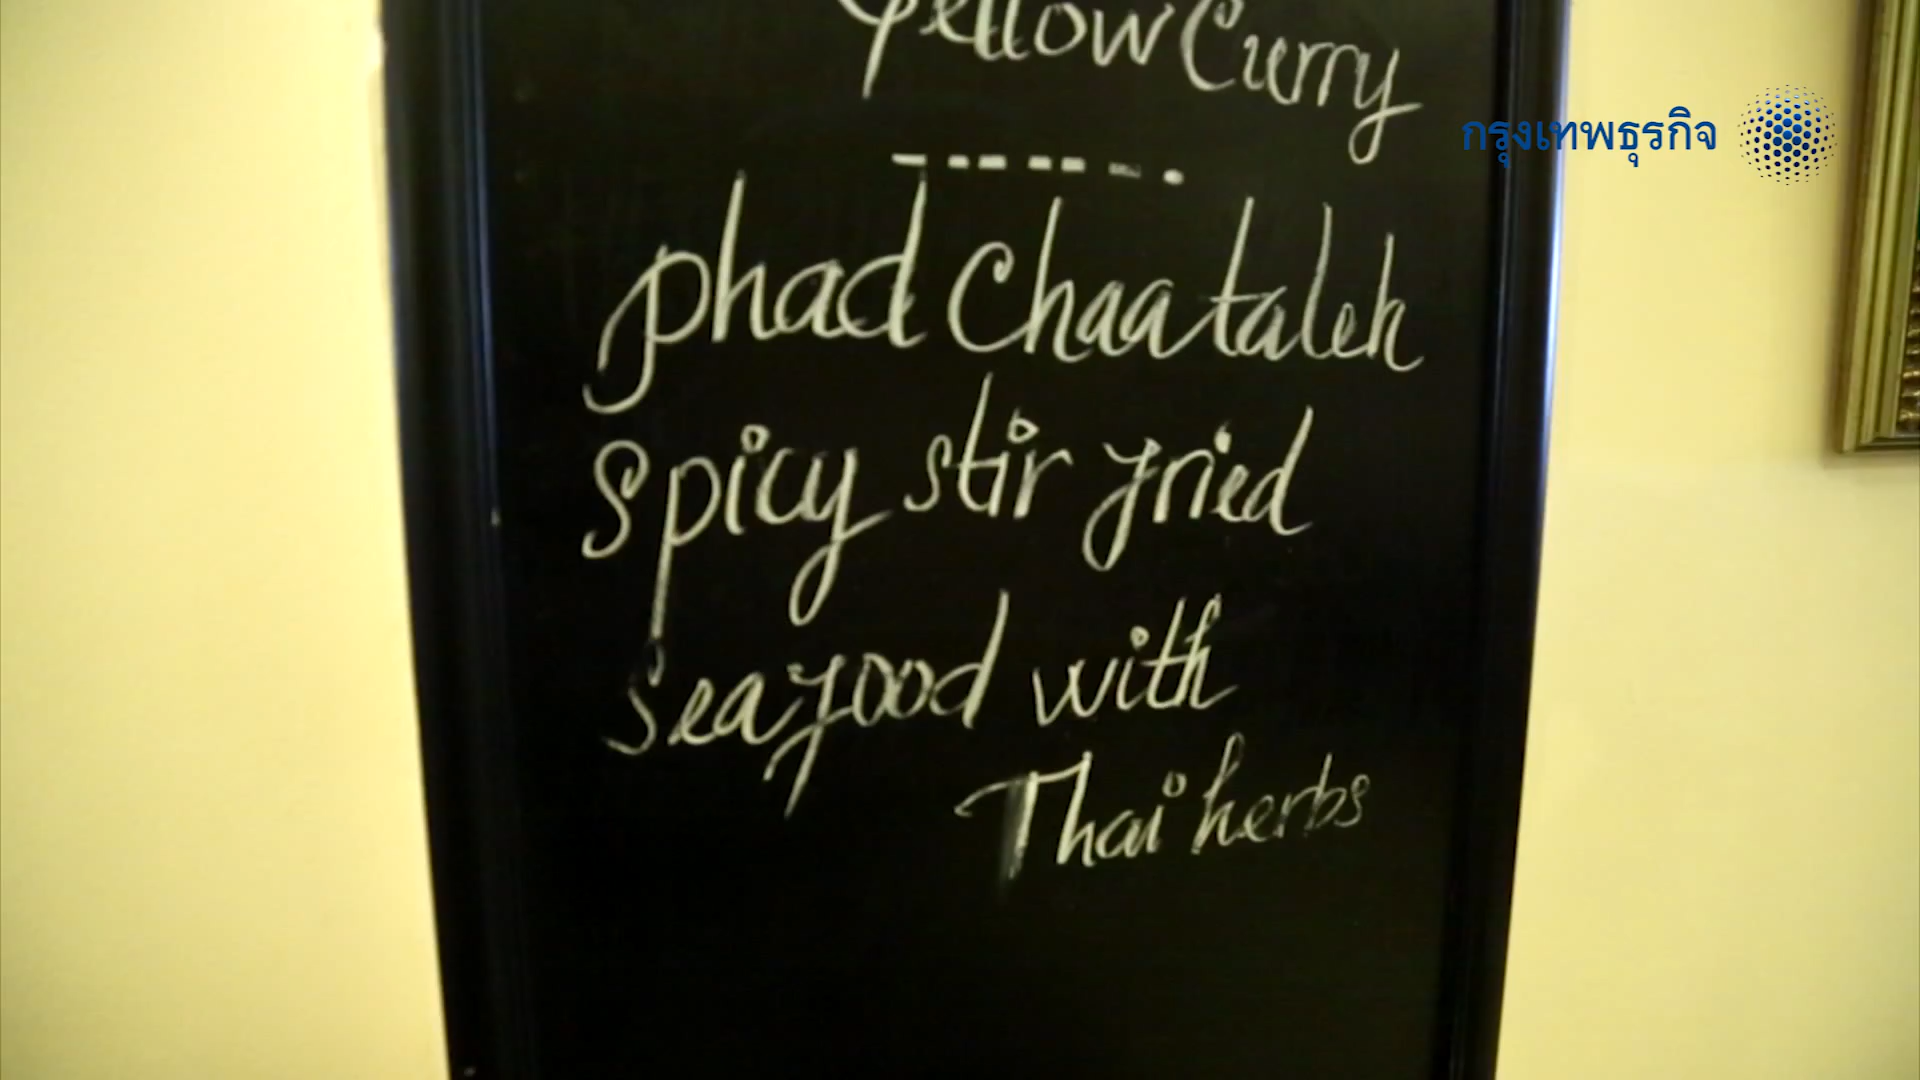 Yellow Curry
กรุงเทพธุรกิจ
phad Chaa taleh
Spicy stir fried
seafood with
Thai herbs